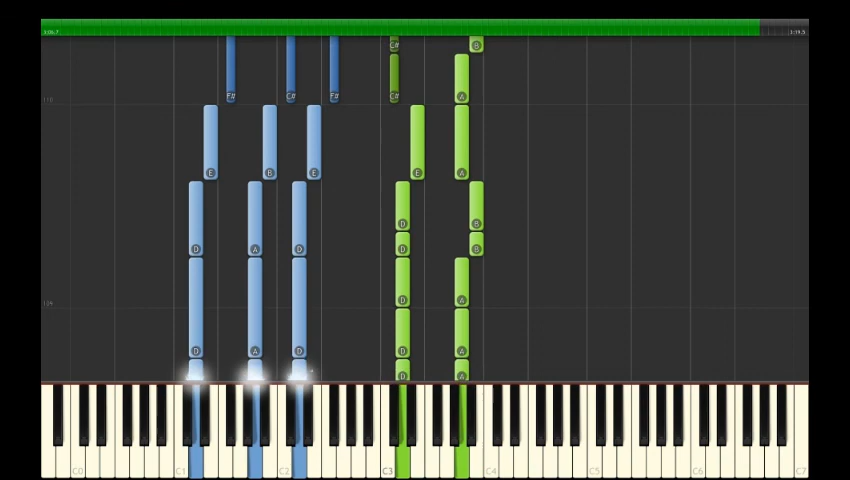 C#
B
F# C# F# C# A
E B E E A
D B
D A D D B
D A
D A D
D A
C0 C1 C2 C3 C4 C5 C6 C7